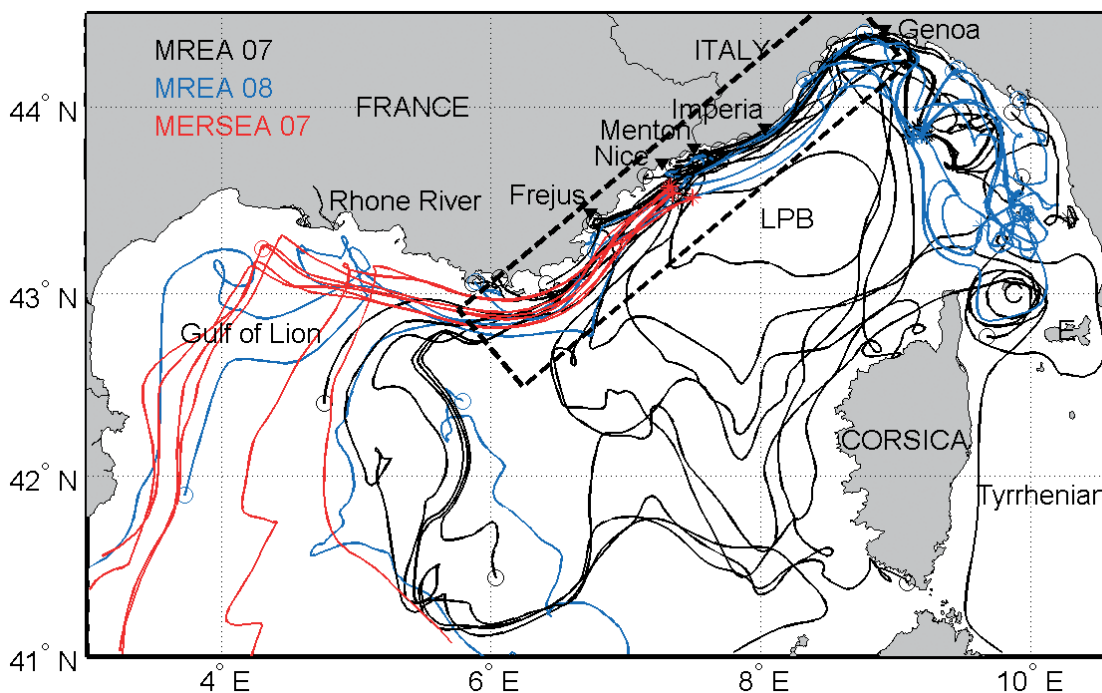 MREA 07
MREA 08
MERSEA 07
ITALY
Genoa
44° N
FRANCE
Imperia
Menton
Nice
Rhone River
Frejus
LPB
43° N
Gulf of Lion
C
E
CORSICA
42° N
Tyrrhenian
41° N
4° E
6° E
8° E
10° E